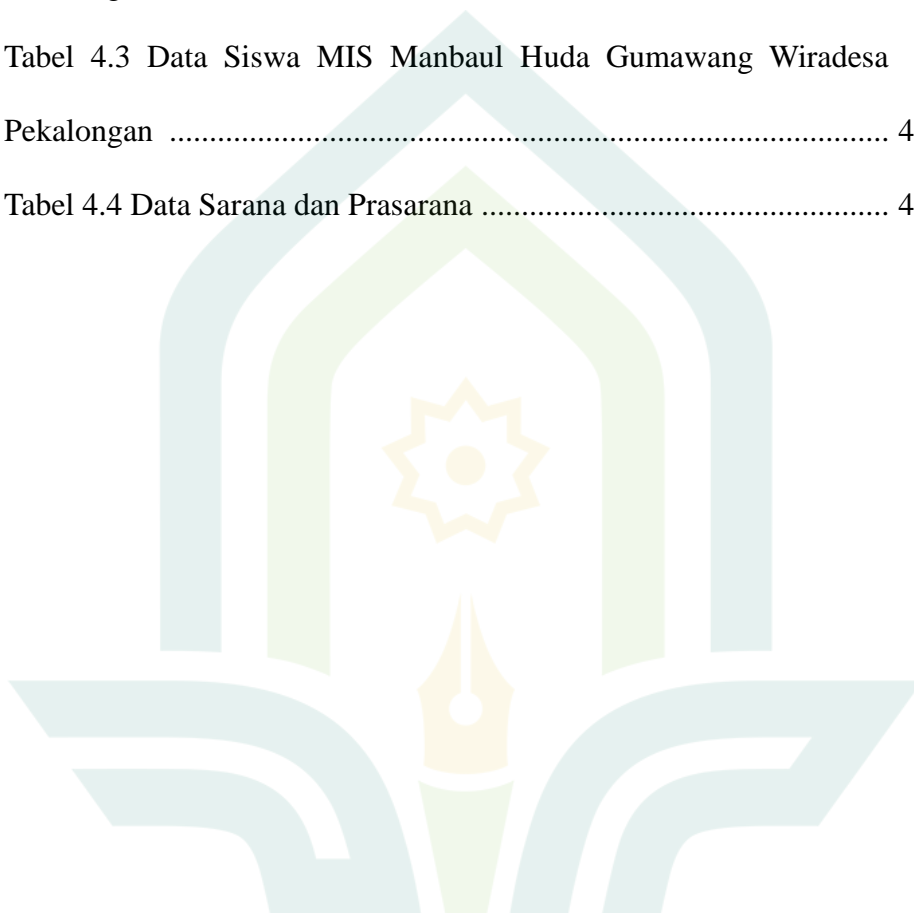 Tabel 4.3 Data Siswa MIS Manbaul Huda Gumawang Wiradesa
Pekalongan ........................................................................... 4
Tabel 4.4 Data Sarana dan Prasarana ........................................... 4